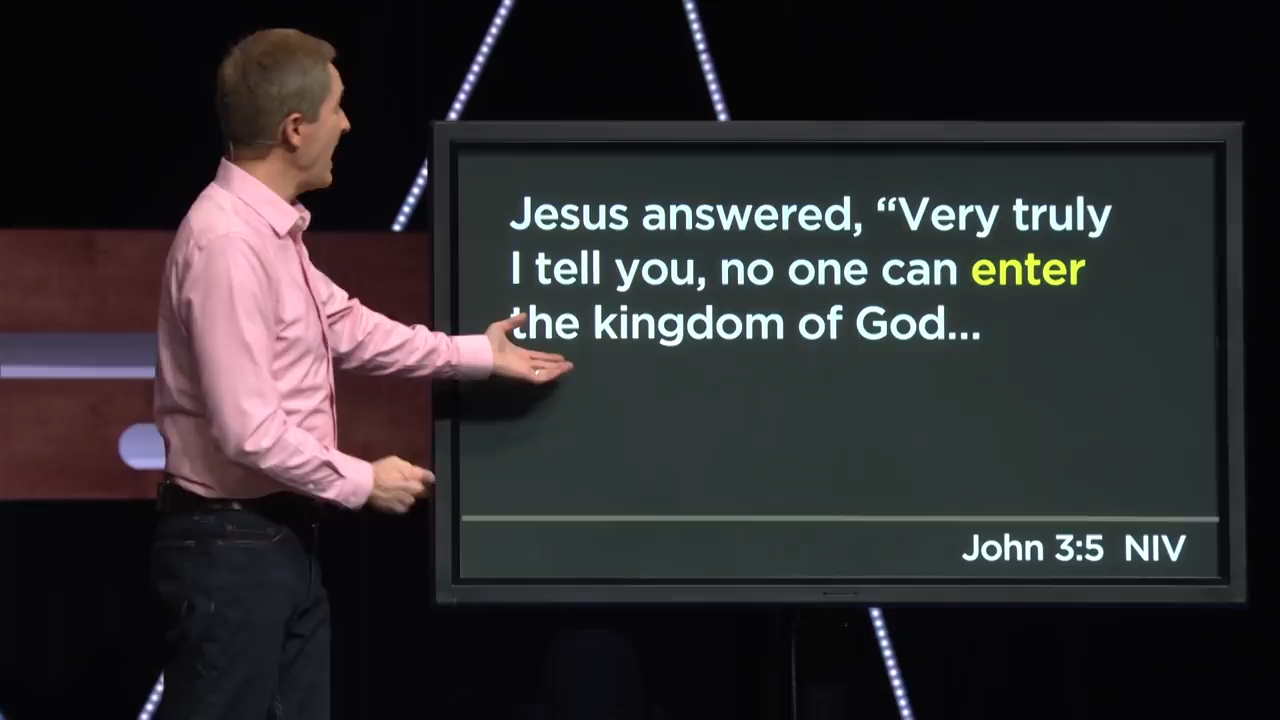 Jesus answered, “Very truly
I tell you, no one can enter
the kingdom of God...
John 3:5 NIV